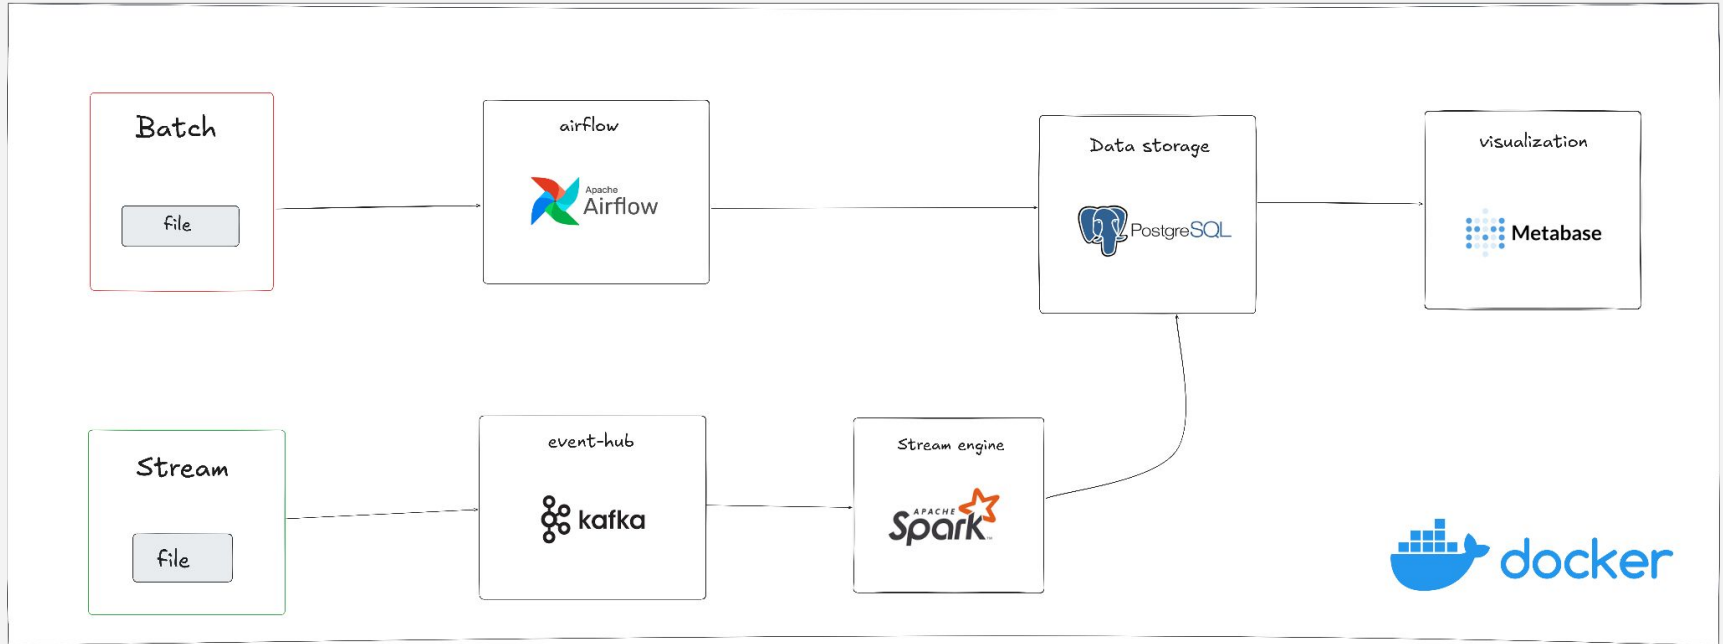 Batch
file
airflow
Apache
Airflow
Data storage
PostgreSQL
visualization
Metabase
Stream
file
event-hub
kafka
Stream engine
APACHE
Spark
docker